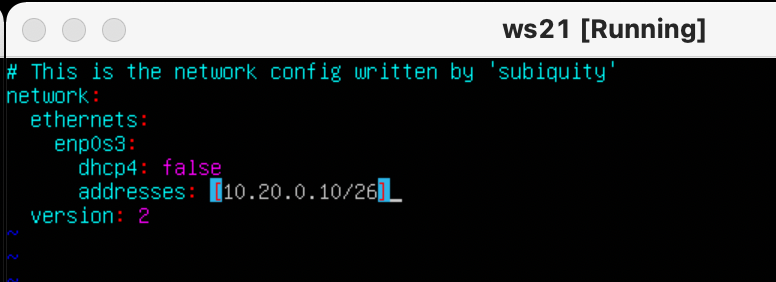 ws21 [Running]
# This is the network config written by 'subiquity'
network:
  ethernets:
    enp0s3:
      dhcp4: false
      addresses: [10.20.0.10/26]
  version: 2
~
~
~